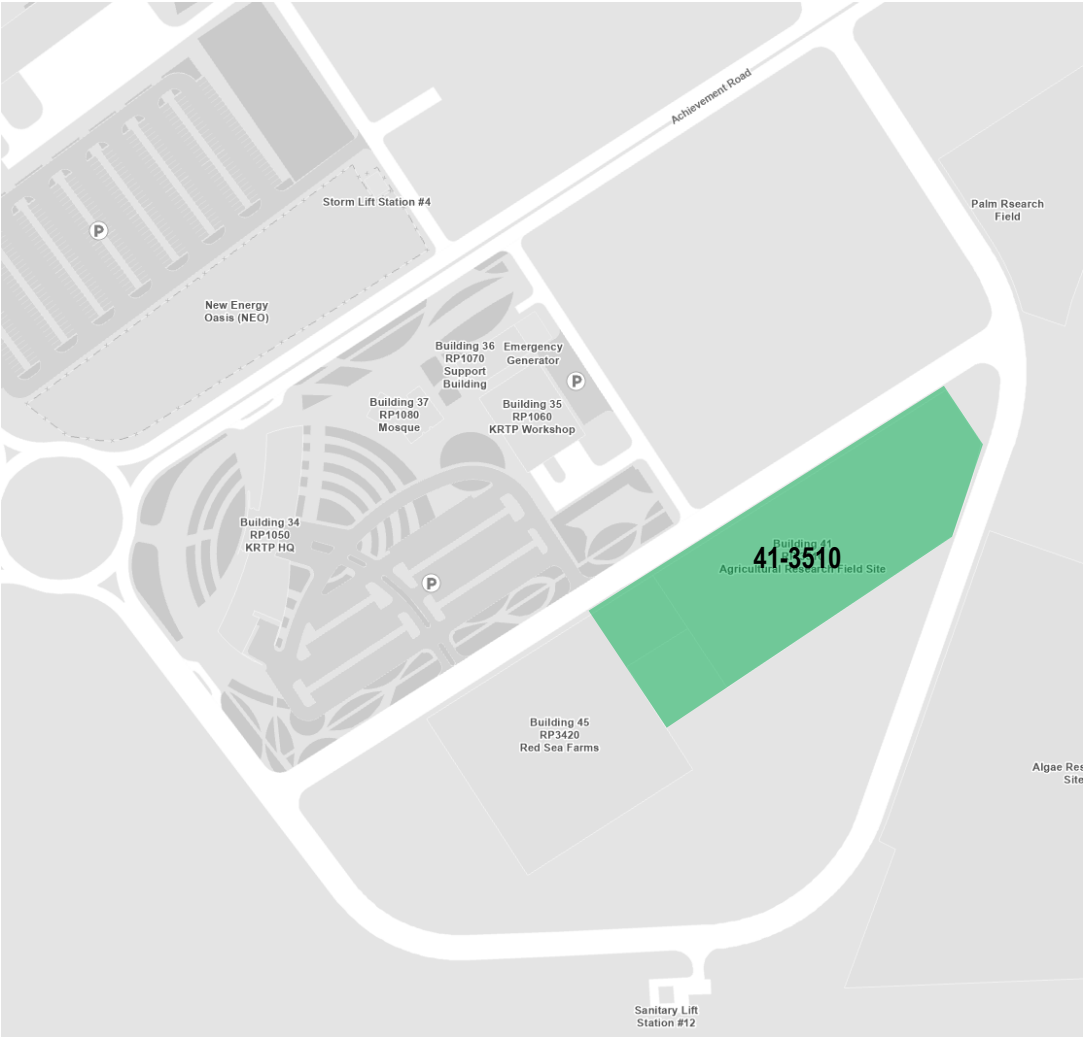 Achievement Road
Palm Rsearch
Field
Storm Lift Station #4
P
New Energy
Oasis (NEO)
Building 36
RP1070
Support
Building
Emergency
Generator
P
Building 37
RP1080
Mosque
Building 35
RP1060
KRTP Workshop
Building 34
RP1050
KRTP HQ
P
Building 41
41-3510
Agricultural Research Field Site
Building 45
RP3420
Red Sea Farms
Algae Res
Site
Sanitary Lift
Station #12